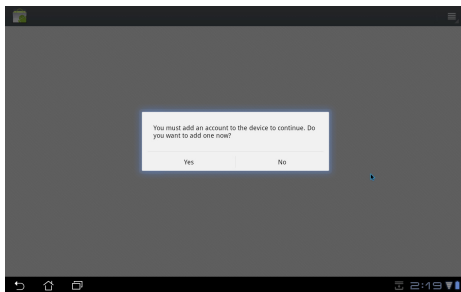 You must add an account to the device to continue. Do
you want to add one now?
Yes
No
2:19